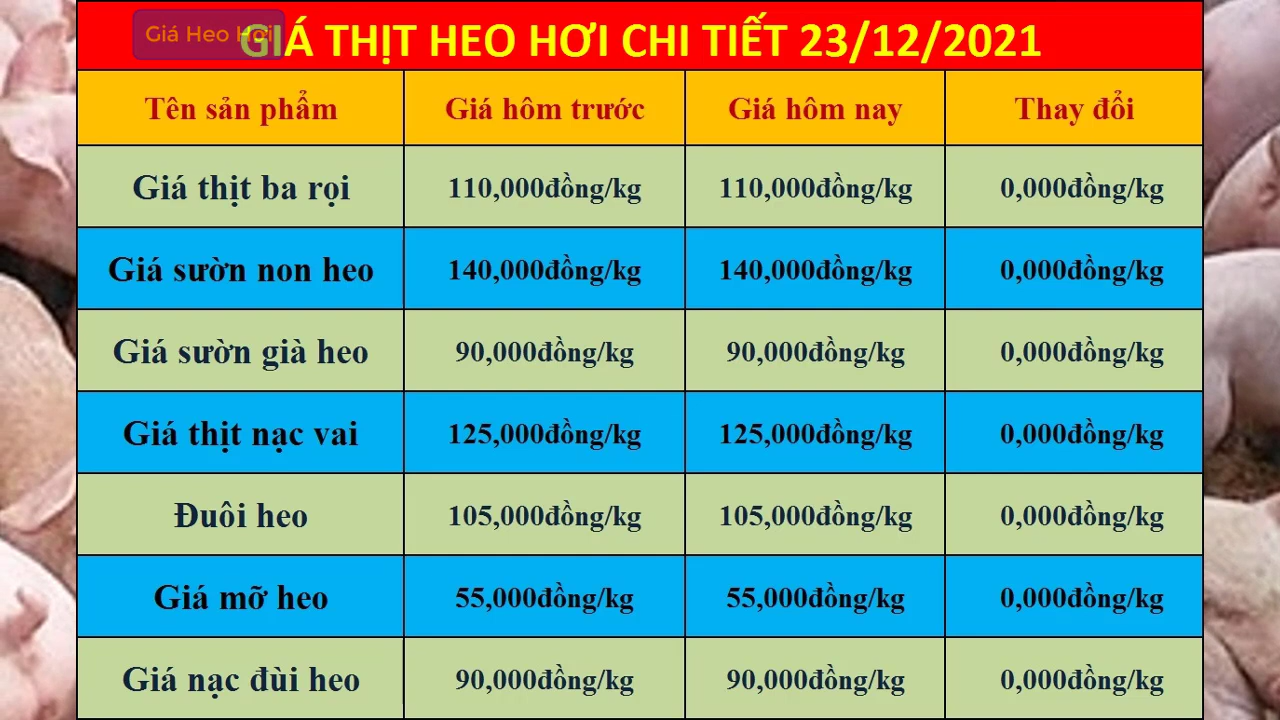 Giá Heo Hơi
GIÁ THỊT HEO HƠI CHI TIẾT 23/12/2021
Tên sản phẩm Giá hôm trước Giá hôm nay Thay đổi
Giá thịt ba rọi 110,000đồng/kg 110,000đồng/kg 0,000đồng/kg
Giá sườn non heo 140,000đồng/kg 140,000đồng/kg 0,000đồng/kg
Giá sườn già heo 90,000đồng/kg 90,000đồng/kg 0,000đồng/kg
Giá thịt nạc vai 125,000đồng/kg 125,000đồng/kg 0,000đồng/kg
Đuôi heo 105,000đồng/kg 105,000đồng/kg 0,000đồng/kg
Giá mỡ heo 55,000đồng/kg 55,000đồng/kg 0,000đồng/kg
Giá nạc đùi heo 90,000đồng/kg 90,000đồng/kg 0,000đồng/kg